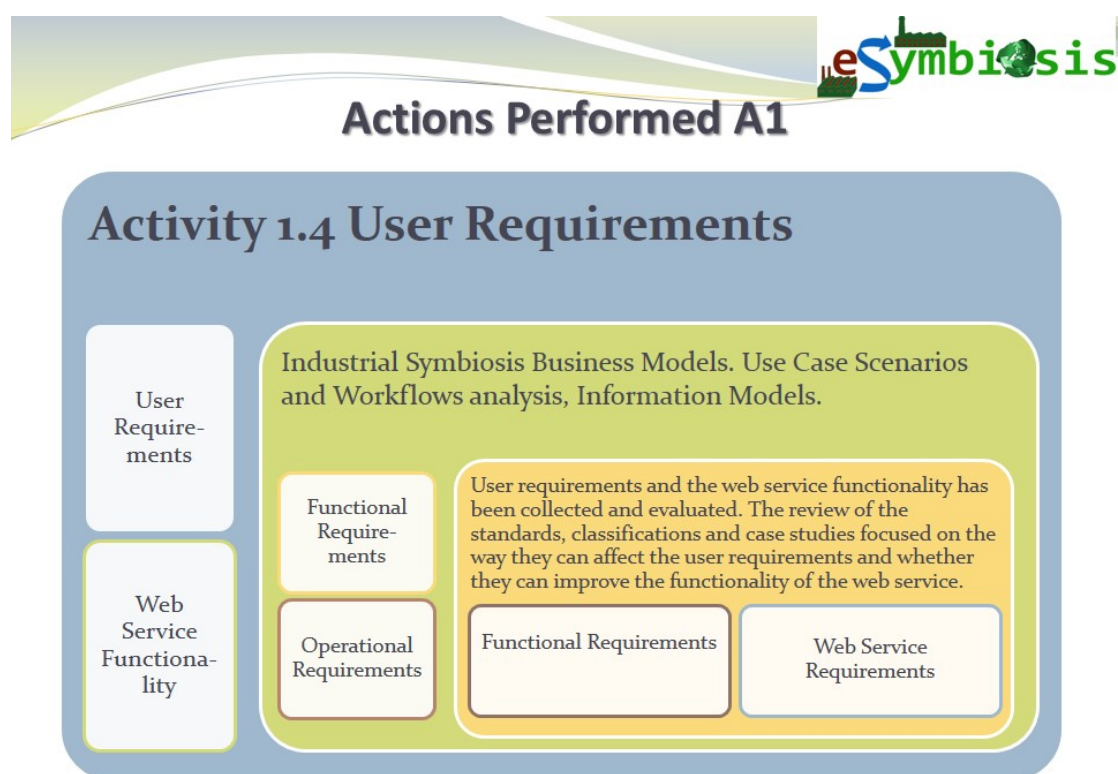 eSymbiosis
Actions Performed A1
Activity 1.4 User Requirements
User
Require-
ments
Web
Service
Functiona-
lity
Industrial Symbiosis Business Models. Use Case Scenarios
and Workflows analysis, Information Models.
Functional
Require-
ments
Operational
Requirements
User requirements and the web service functionality has
been collected and evaluated. The review of the
standards, classifications and case studies focused on the
way they can affect the user requirements and whether
they can improve the functionality of the web service.
Functional Requirements
Web Service
Requirements